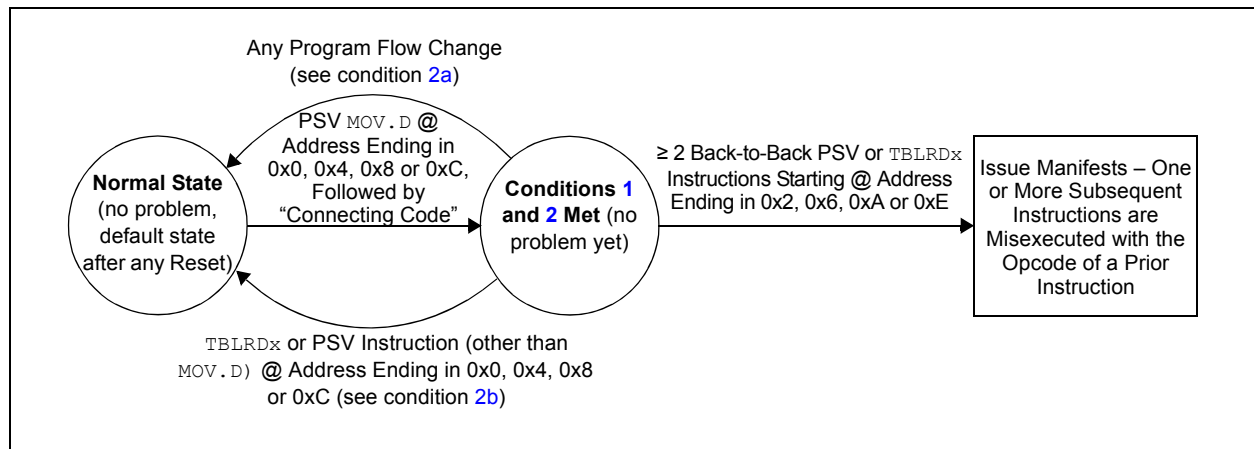 Any Program Flow Change
(see condition 2a)
PSV MOV.D @
Address Ending in
0x0, 0x4, 0x8 or 0xC,
Followed by
“Connecting Code”
Normal State
(no problem,
default state
after any Reset)
Conditions 1
and 2 Met (no
problem yet)
≥ 2 Back-to-Back PSV or TBLRDx
Instructions Starting @ Address
Ending in 0x2, 0x6, 0xA or 0xE
Issue Manifests – One
or More Subsequent
Instructions are
Misexecuted with the
Opcode of a Prior
Instruction
TBLRDx or PSV Instruction (other than
MOV.D) @ Address Ending in 0x0, 0x4, 0x8
or 0xC (see condition 2b)